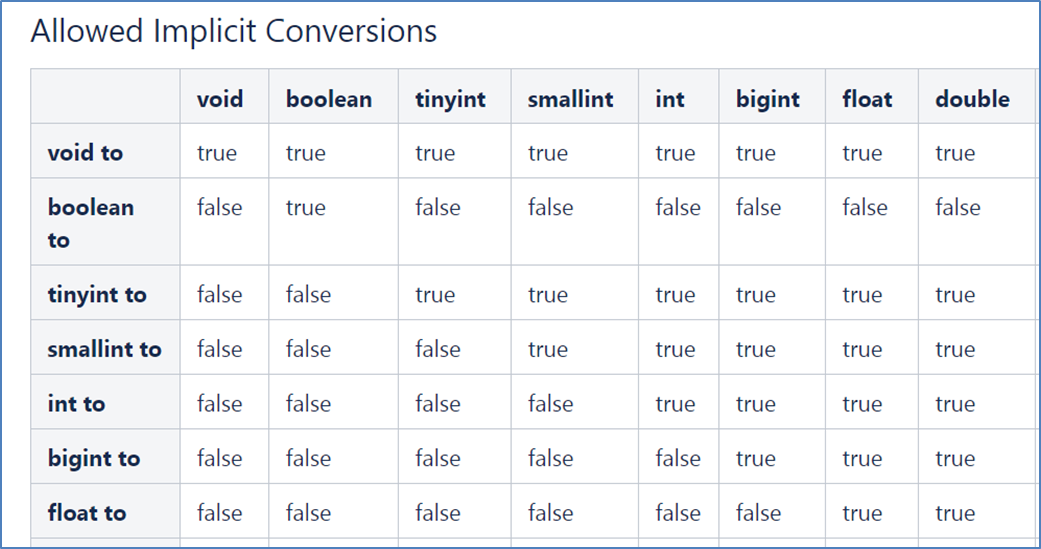 Allowed Implicit Conversions
void boolean tinyint smallint int bigint float double
void to true true true true true true true true
boolean to false true false false false false false false
tinyint to false false true true true true true true
smallint to false false false true true true true true
int to false false false false true true true true
bigint to false false false false false true true true
float to false false false false false false true true